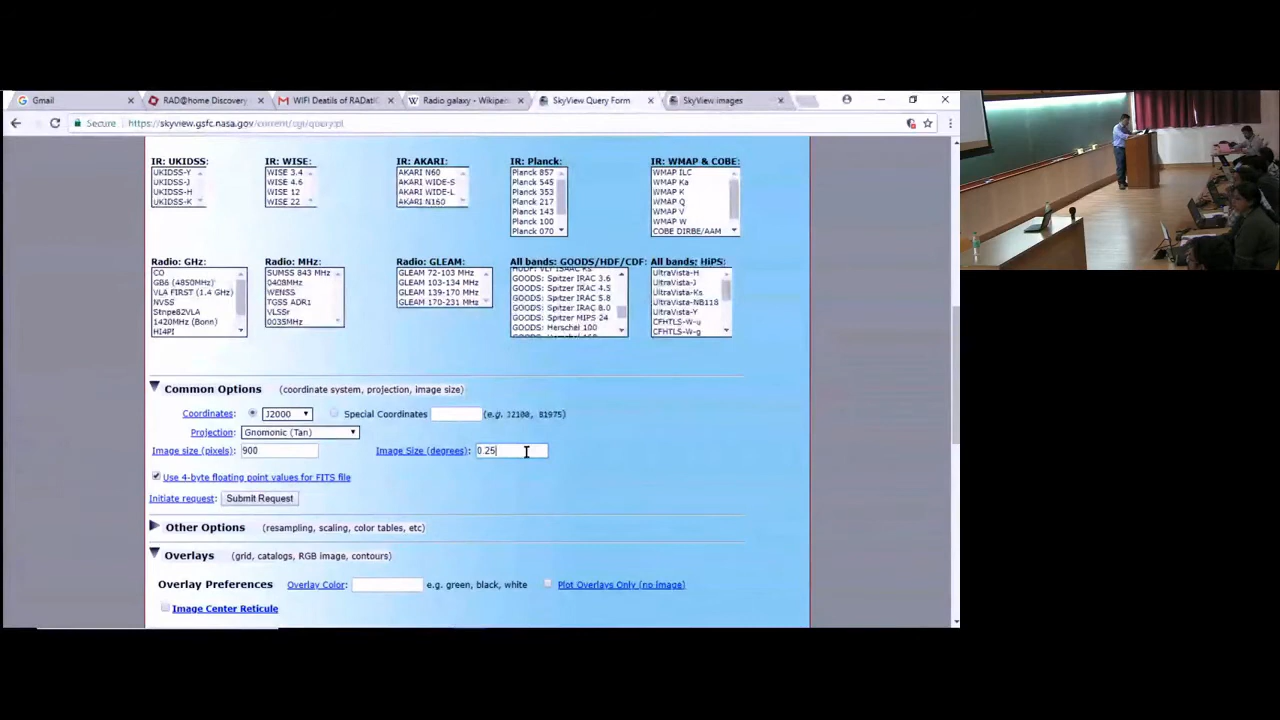 Gmail
RAD@home Discovery
WIFI Deatils of RADatI
Radio galaxy - Wikipe
SkyView Query Form
SkyView images
Secure
https://skyview.gsfc.nasa.gov/current/cgi/query.pl
IR: UKIDSS: IR: WISE: IR: AKARI: IR: Planck: IR: WMAP & COBE:
UKIDSS-Y
UKIDSS-J
UKIDSS-H
UKIDSS-K
WISE 3.4
WISE 4.6
WISE 12
WISE 22
AKARI N60
AKARI WIDE-S
AKARI WIDE-L
AKARI N160
Planck 857
Planck 545
Planck 353
Planck 217
Planck 143
Planck 100
Planck 070
WMAP ILC
WMAP Ka
WMAP K
WMAP Q
WMAP V
WMAP W
COBE DIRBE/AAM
Radio: GHz: Radio: MHz: Radio: GLEAM: All bands: GOODS/HDF/CDF: All bands: HiPS:
CO
GB6 (4850MHz)
VLA FIRST (1.4 GHz)
NVSS
Stripe82VLA
1420MHz (Bonn)
HI4PI
SUMSS 843 MHz
0408MHz
WENSS
TGSS ADR1
VLSSr
0035MHz
GLEAM 72-103 MHz
GLEAM 103-134 MHz
GLEAM 139-170 MHz
GLEAM 170-231 MHz
GOODS: Spitzer IRAC 3.6
GOODS: Spitzer IRAC 4.5
GOODS: Spitzer IRAC 5.8
GOODS: Spitzer IRAC 8.0
GOODS: Spitzer MIPS 24
GOODS: Herschel 100
UltraVista-H
UltraVista-J
UltraVista-Ks
UltraVista-NB118
UltraVista-Y
CFHTLS-W-u
CFHTLS-W-g
Common Options (coordinate system, projection, image size)
Coordinates: J2000 Special Coordinates (e.g. J2100, B1975)
Projection: Gnomonic (Tan)
Image size (pixels): 900 Image Size (degrees): 0.25
Use 4-byte floating point values for FITS file
Initiate request: Submit Request
Other Options (resampling, scaling, color tables, etc)
Overlays (grid, catalogs, RGB image, contours)
Overlay Preferences Overlay Color: e.g. green, black, white Plot Overlays Only (no image)
Image Center Reticule